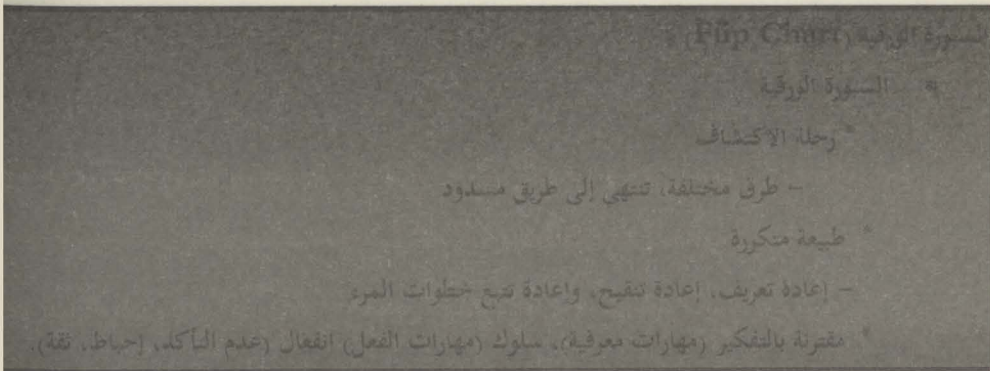 السبورة الورقية (Flip Chart) :
السبورة الورقية
* رحلة الاكتشاف
– طرق مختلفة، تنتهي إلى طريق مسدود
* طبيعة متكررة
– إعادة تعريف، إعادة تنقيح، وإعادة تتبع خطوات المرء
* مقترنة بالتفكير (مهارات معرفية)، سلوك (مهارات الفعل) انفعال (عدم التأكد، إحباط، ثقة).